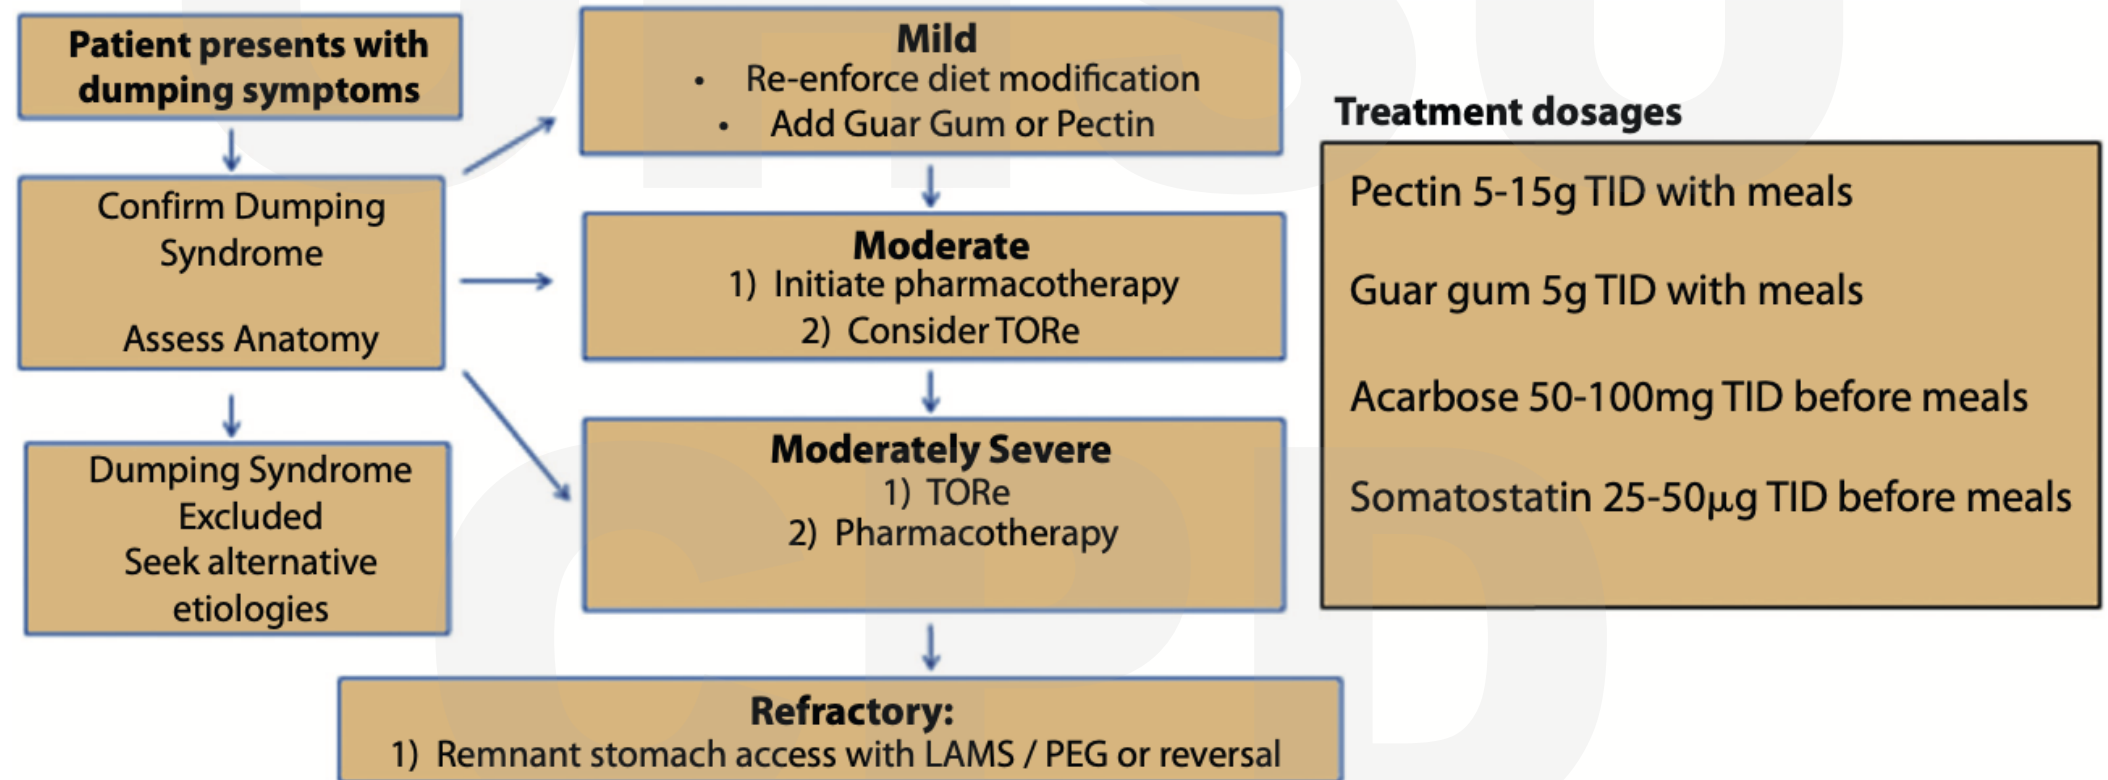 Patient presents with
dumping symptoms
Confirm Dumping
Syndrome
Assess Anatomy
Dumping Syndrome
Excluded
Seek alternative
etiologies
Mild
• Re-enforce diet modification
• Add Guar Gum or Pectin
Moderate
1) Initiate pharmacotherapy
2) Consider TORe
Moderately Severe
1) TORe
2) Pharmacotherapy
Refractory:
1) Remnant stomach access with LAMS / PEG or reversal
Treatment dosages
Pectin 5-15g TID with meals
Guar gum 5g TID with meals
Acarbose 50-100mg TID before meals
Somatostatin 25-50µg TID before meals